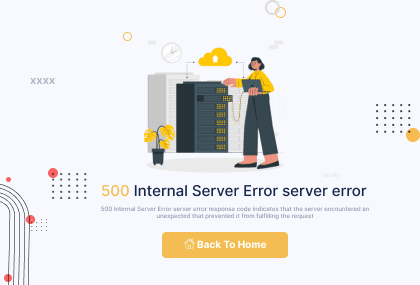 xxxx
500 Internal Server Error server error
500 Internal Server Error server error response code indicates that the server encountered an
unexpected that prevented it from fulfilling the request
Back To Home